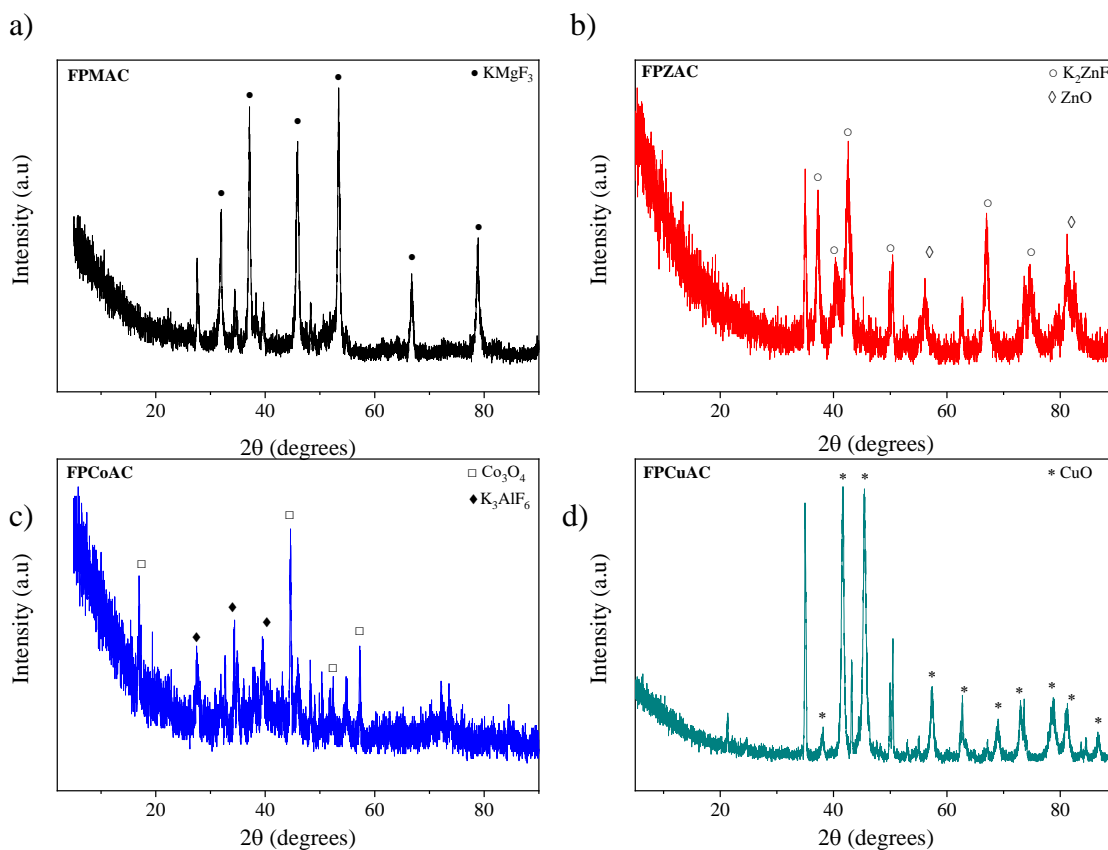 a)
FPMAC
● KMgF₃
Intensity (a.u)
20 40 60 80
2θ (degrees)
b)
FPZAC
○ K₂ZnF
◊ ZnO
Intensity (a.u)
20 40 60 80
2θ (degrees)
c)
FPCoAC
□ Co₃O₄
♦ K₃AlF₆
Intensity (a.u)
20 40 60 80
2θ (degrees)
d)
FPCuAC
* CuO
Intensity (a.u)
20 40 60 80
2θ (degrees)